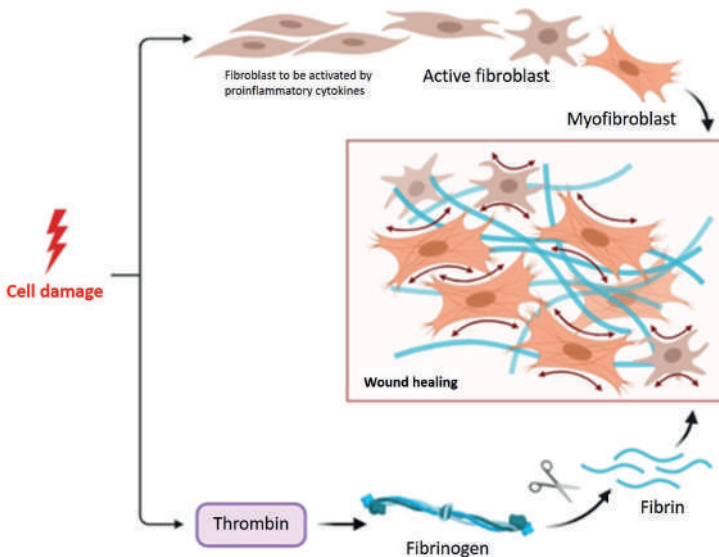 Fibroblast to be activated by
proinflammatory cytokines
Active fibroblast
Myofibroblast
Cell damage
Wound healing
Thrombin
Fibrinogen
Fibrin